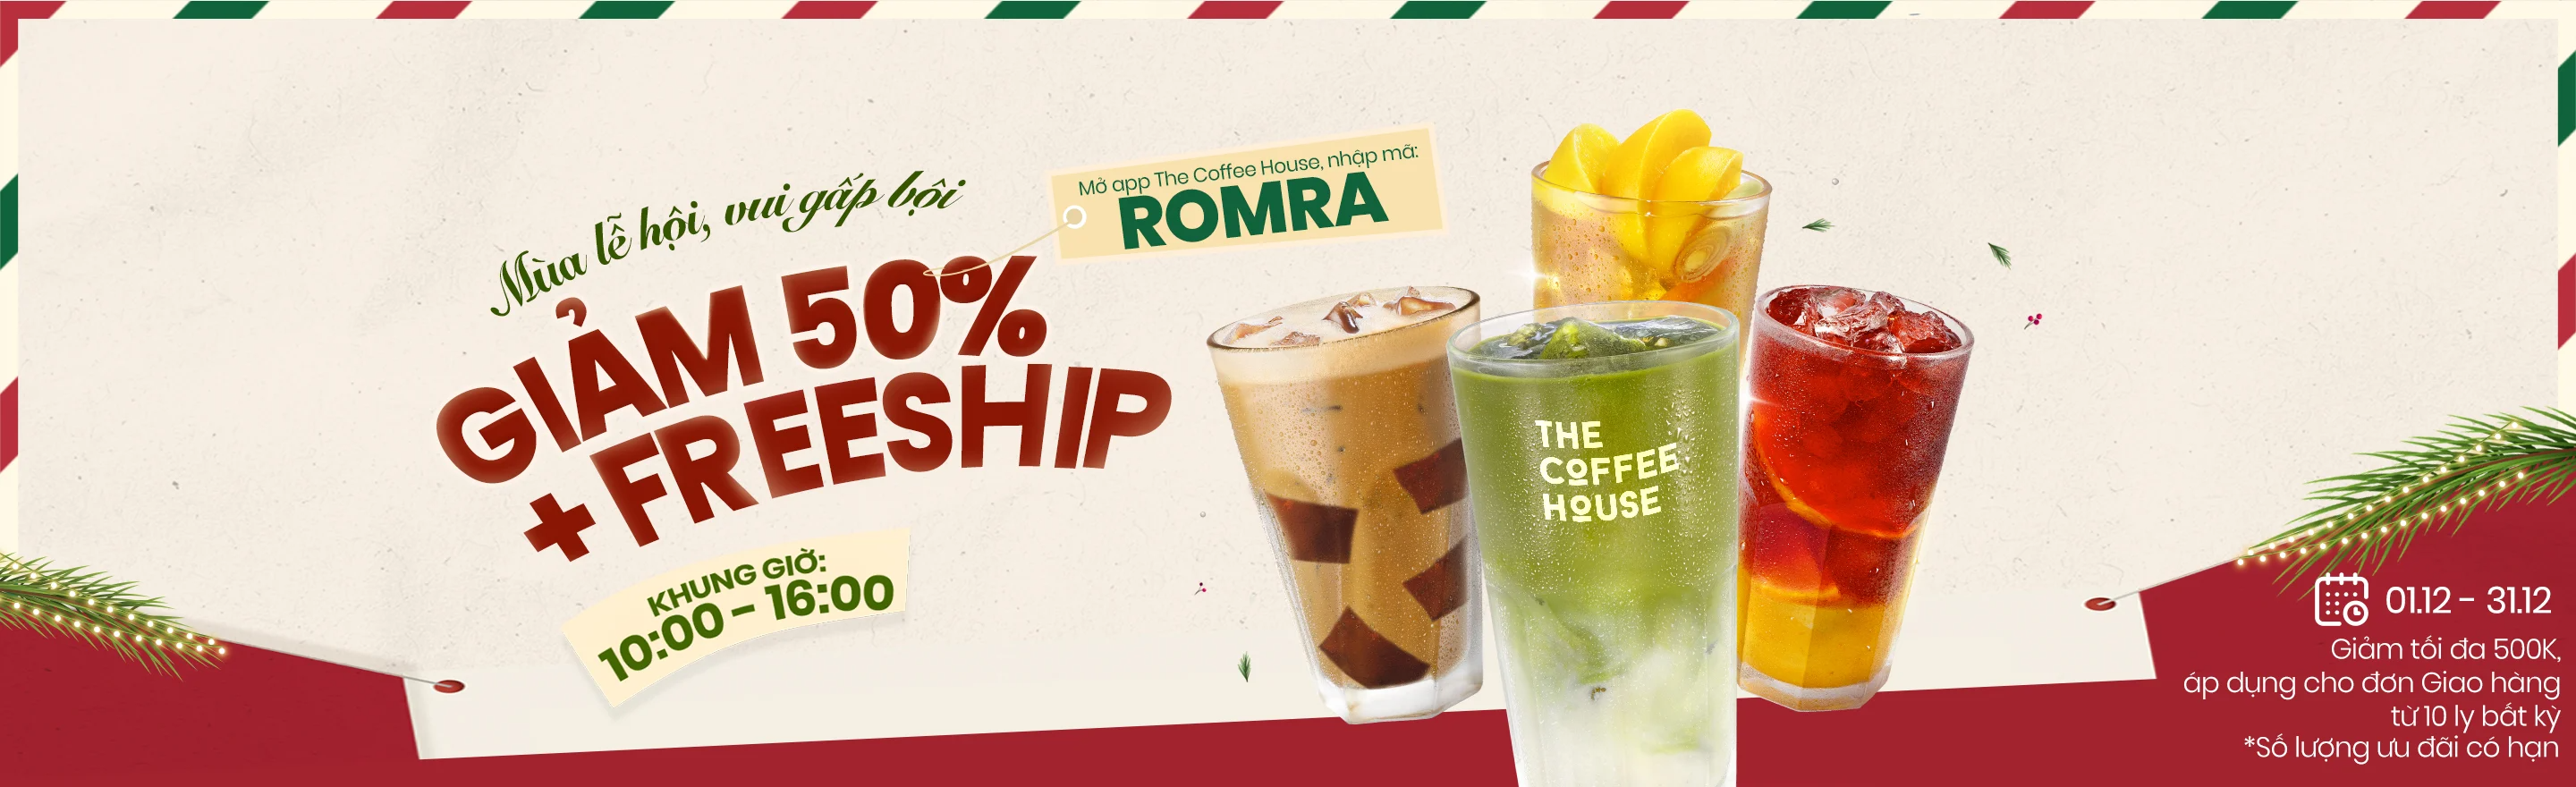 Mùa lễ hội, vui gấp bội
GIẢM 50%
+ FREESHIP
KHUNG GIỜ:
10:00 - 16:00
Mở app The Coffee House, nhập mã:
ROMRA
THE
COFFEE
HOUSE
01.12 - 31.12
Giảm tối đa 500K,
áp dụng cho đơn Giao hàng
từ 10 ly bất kỳ
*Số lượng ưu đãi có hạn